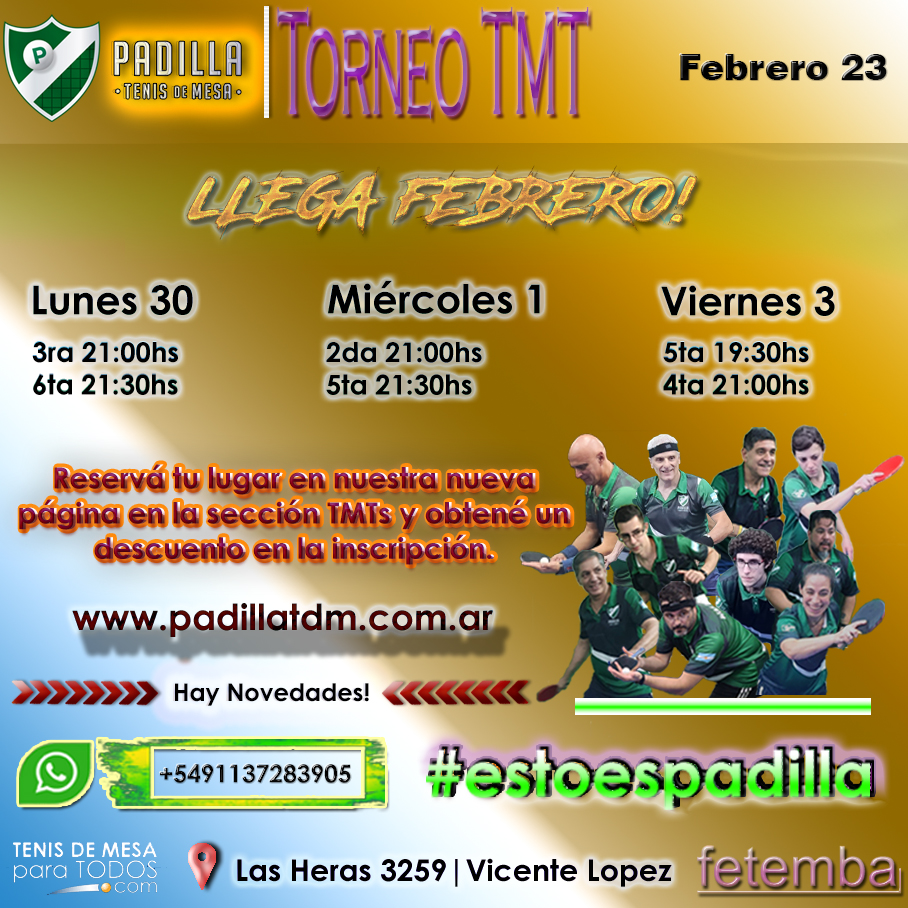 P
PADILLA
• TENIS DE MESA •
TORNEO TMT
Febrero 23
LLEGA FEBRERO!
Lunes 30
3ra 21:00hs
6ta 21:30hs
Miércoles 1
2da 21:00hs
5ta 21:30hs
Viernes 3
5ta 19:30hs
4ta 21:00hs
Reservá tu lugar en nuestra nueva
página en la sección TMTs y obtené un
descuento en la inscripción.
www.padillatdm.com.ar
Hay Novedades!
+5491137283905
#estoespadilla
TENIS DE MESA
para TODOS
.com
Las Heras 3259|Vicente Lopez
fetemba